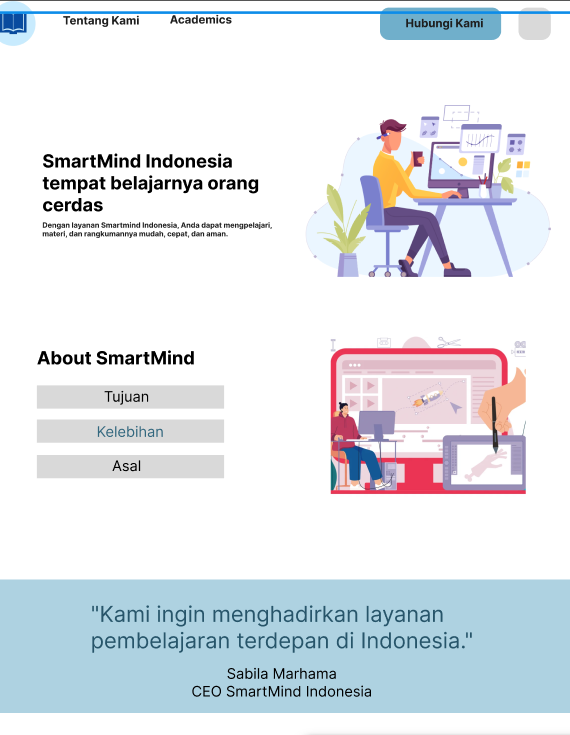 Tentang Kami
Academics
Hubungi Kami
SmartMind Indonesia
tempat belajarnya orang
cerdas
Dengan layanan Smartmind Indonesia, Anda dapat mengpelajari,
materi, dan rangkumannya mudah, cepat, dan aman.
About SmartMind
Tujuan
Kelebihan
Asal
"Kami ingin menghadirkan layanan
pembelajaran terdepan di Indonesia."
Sabila Marhama
CEO SmartMind Indonesia